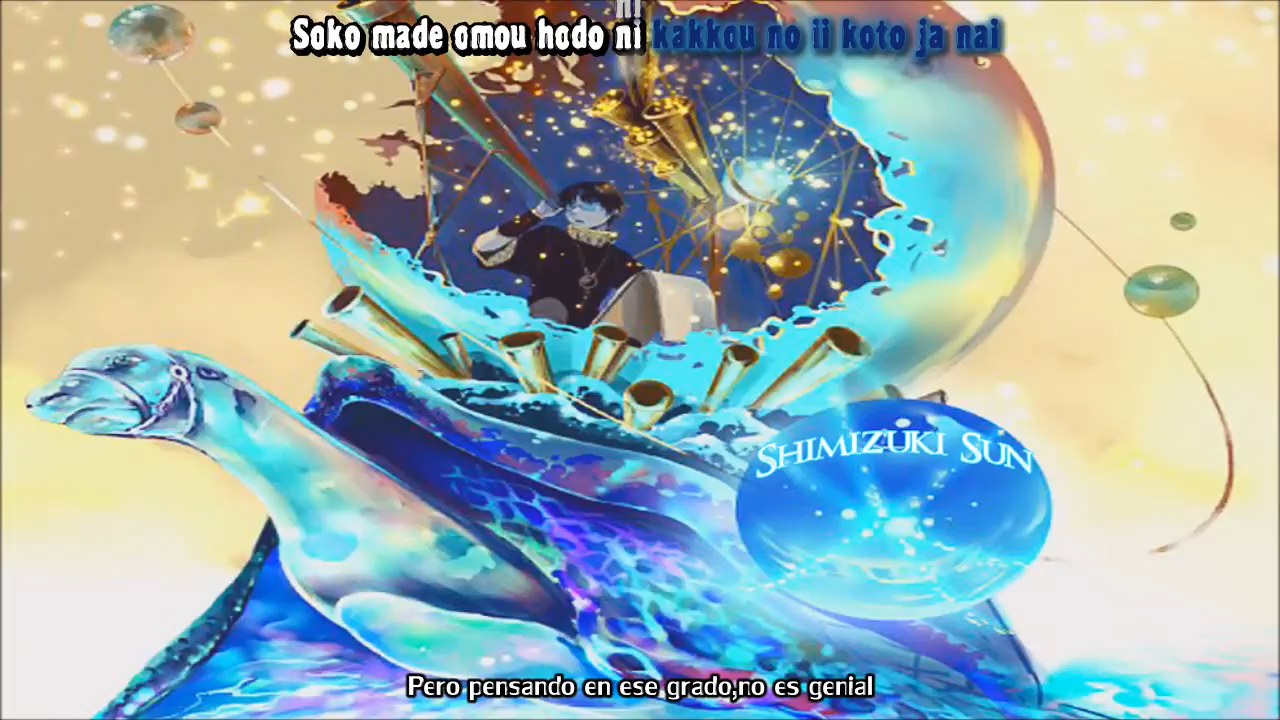 ni
Soko made omou hodo ni kakkou no ii koto ja nai
SHIMIZUKI SUN
Pero pensando en ese grado,no es genial